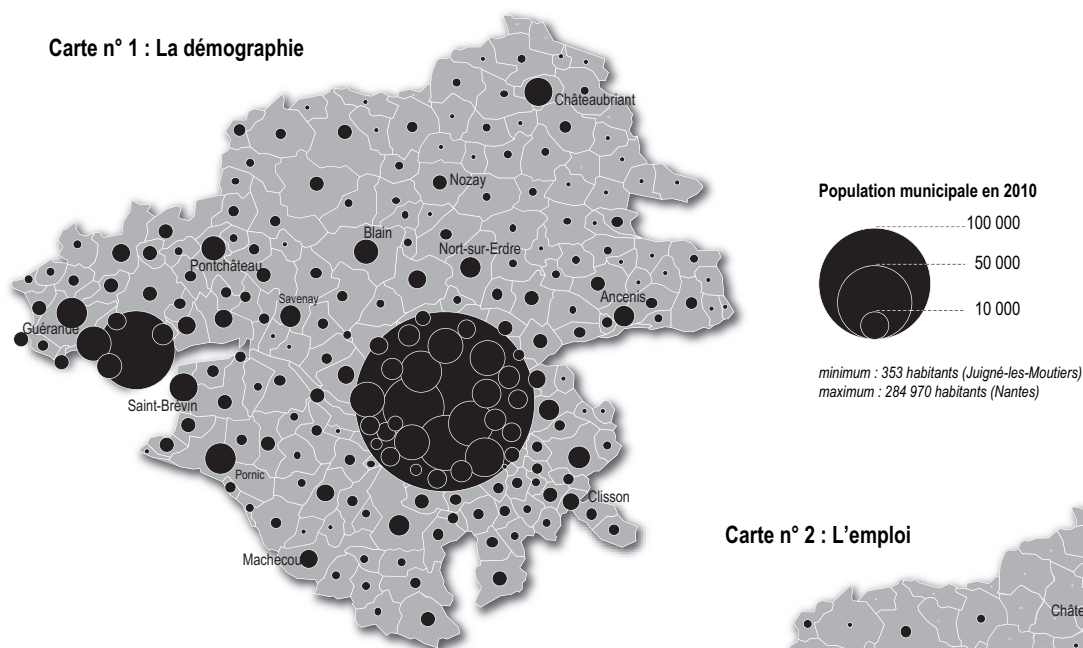 Carte n° 1 : La démographie
Châteaubriant
Nozay
Population municipale en 2010
100 000
50 000
10 000
Blain
Nort-sur-Erdre
Pontchâteau
Savenay
Ancenis
Guérande
minimum : 353 habitants (Juigné-les-Moutiers)
maximum : 284 970 habitants (Nantes)
Saint-Brévin
Pornic
Clisson
Carte n° 2 : L'emploi
Machecoul
Châte